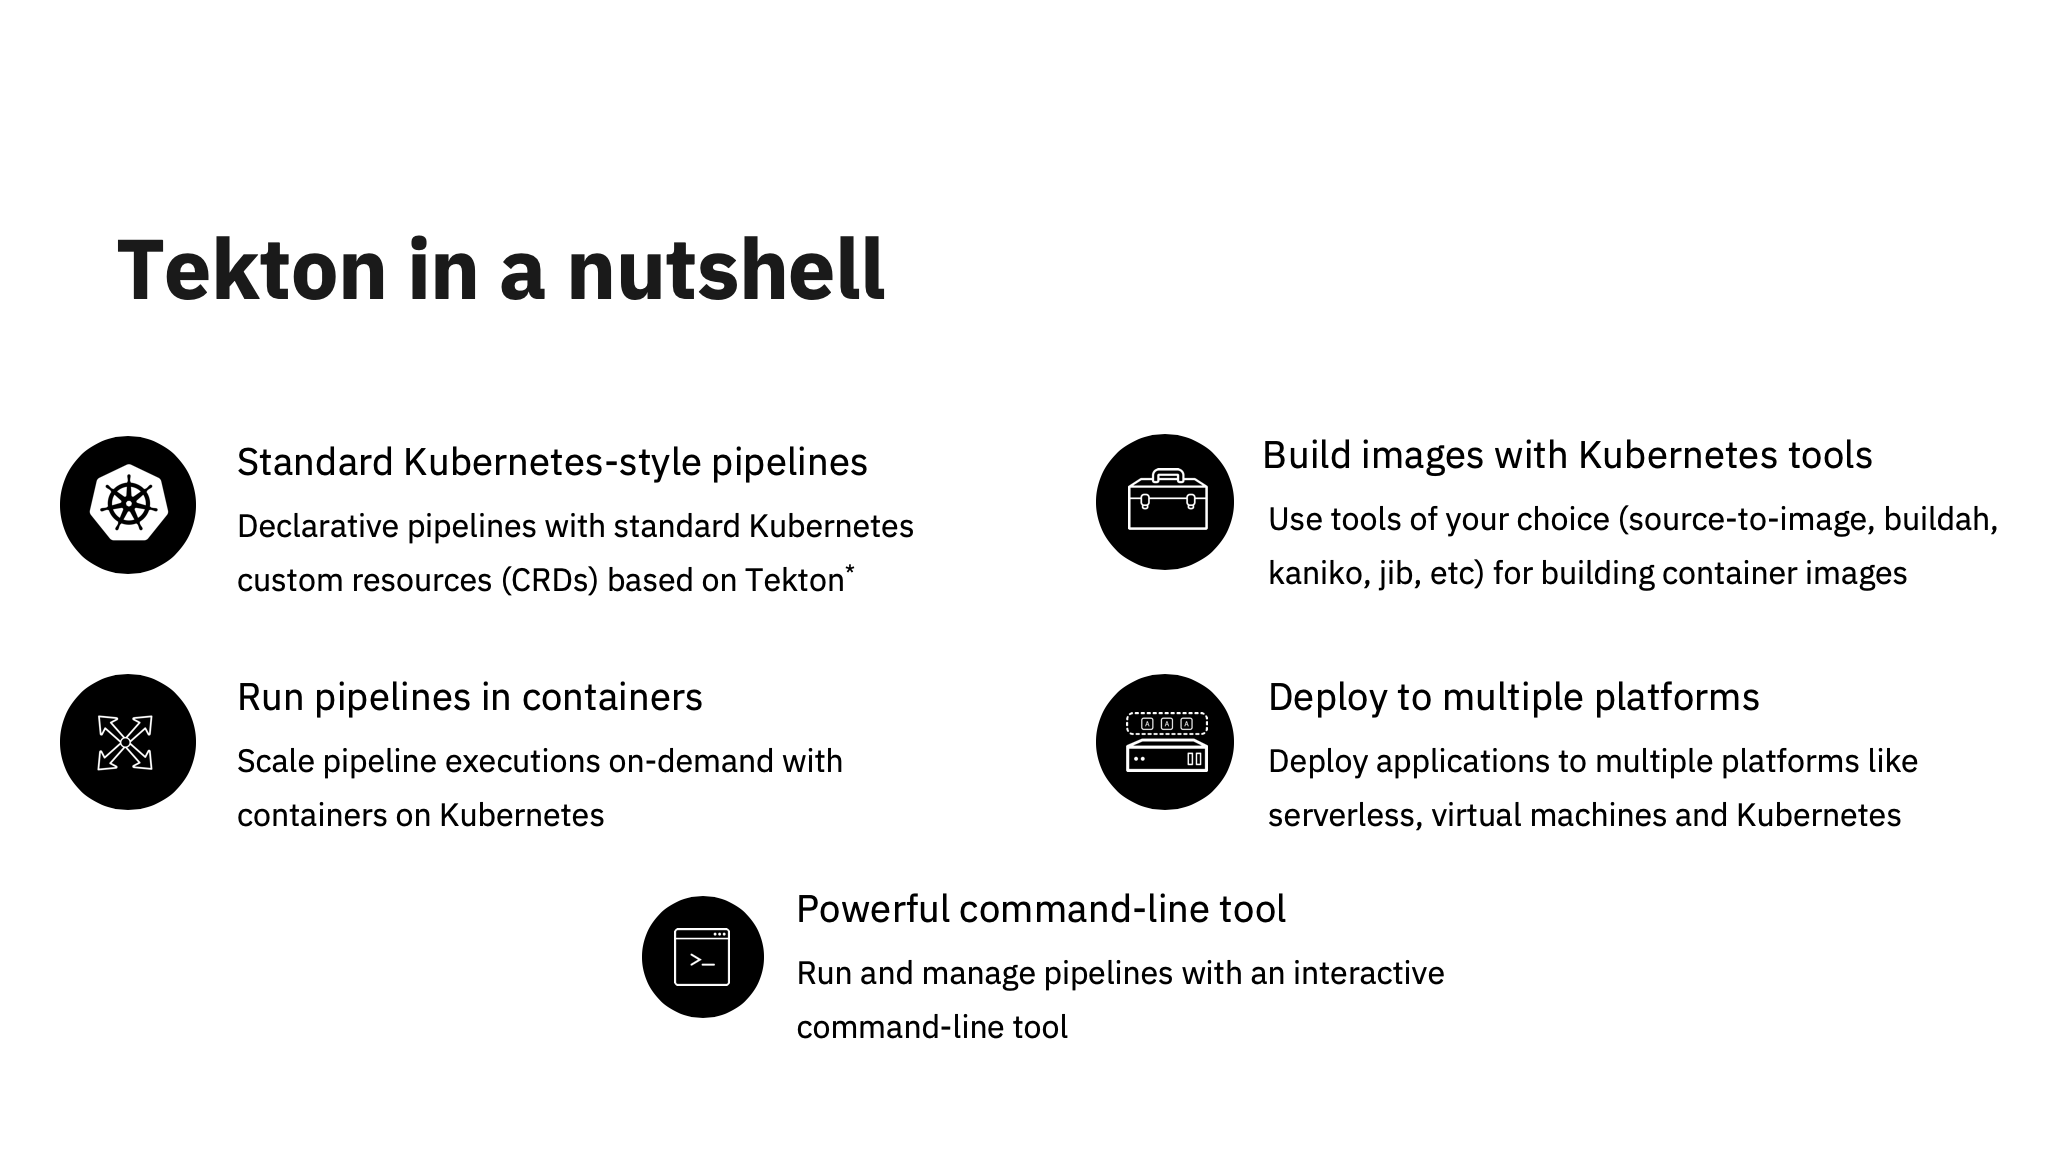 Tekton in a nutshell
Standard Kubernetes-style pipelines
Declarative pipelines with standard Kubernetes
custom resources (CRDs) based on Tekton*
Build images with Kubernetes tools
Use tools of your choice (source-to-image, buildah,
kaniko, jib, etc) for building container images
Run pipelines in containers
Scale pipeline executions on-demand with
containers on Kubernetes
A A A
Deploy to multiple platforms
Deploy applications to multiple platforms like
serverless, virtual machines and Kubernetes
>_
Powerful command-line tool
Run and manage pipelines with an interactive
command-line tool